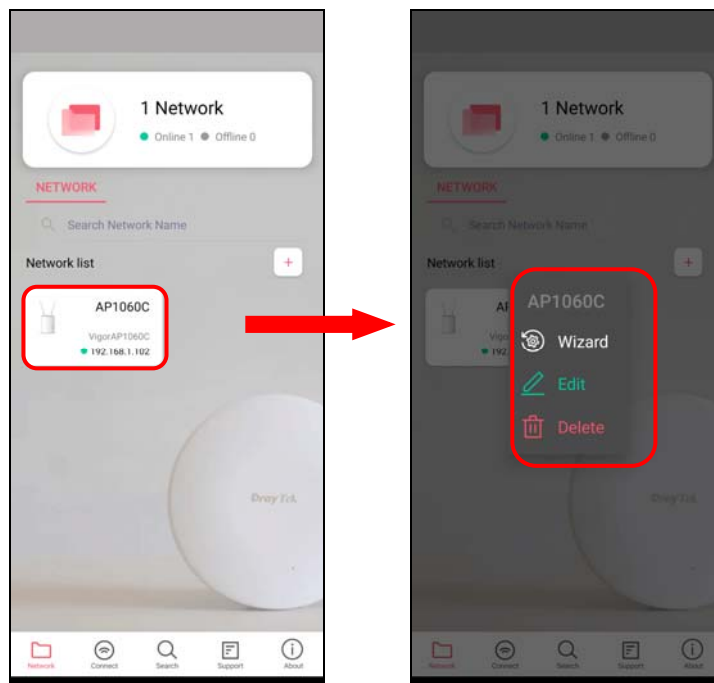 1 Network
Online 1 Offline 0
NETWORK
Search Network Name
Network list
+
AP1060C
VigorAP1060C
192.168.1.102
DrayTek
Network Connect Search Support About
1 Network
Online 1 Offline 0
NETWORK
Search Network Name
Network list
+
AP1060C
192.
Wizard
Edit
Delete
DrayTek
Network Connect Search Support About